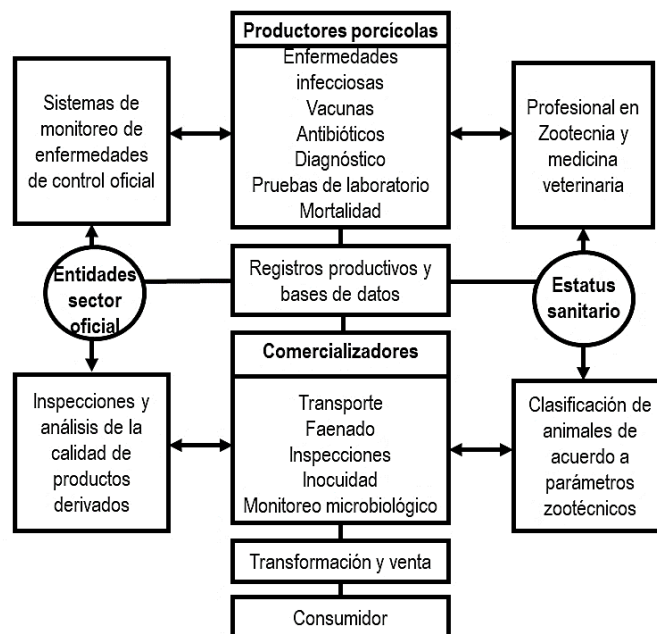 Productores porcícolas
Enfermedades
infecciosas
Vacunas
Antibióticos
Diagnóstico
Pruebas de laboratorio
Mortalidad
Sistemas de
monitoreo de
enfermedades
de control oficial
Profesional en
Zootecnia y
medicina
veterinaria
Entidades
sector
oficial
Registros productivos y
bases de datos
Estatus
sanitario
Comercializadores
Transporte
Faenado
Inspecciones
Inocuidad
Monitoreo microbiológico
Inspecciones y
análisis de la
calidad de
productos
derivados
Clasificación de
animales de
acuerdo a
parámetros
zootécnicos
Transformación y venta
Consumidor